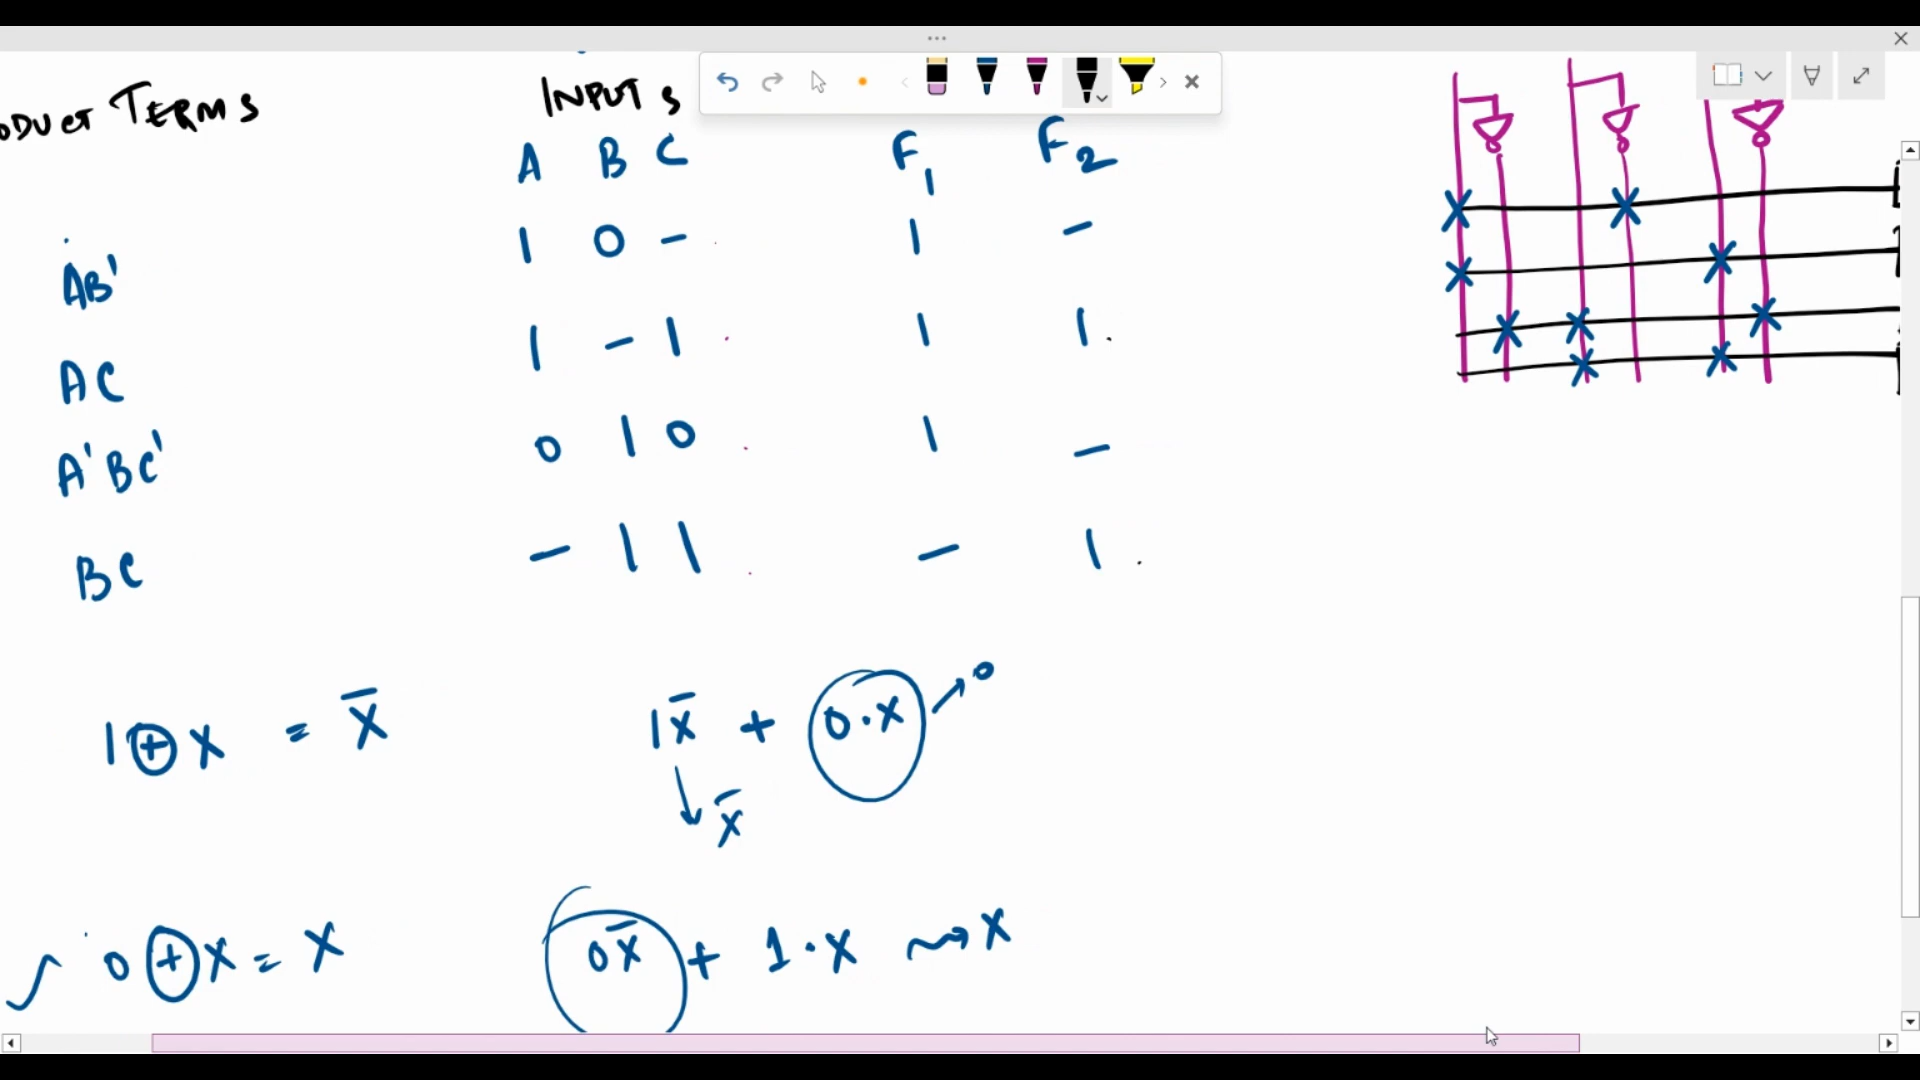 TERMS INPUTS
A B C F1 F2
AB' 1 0 - 1 -
AC 1 - 1 1 1
A'BC' 0 1 0 1 -
BC - 1 1 - 1
1 ⊕ X = X̄ 1X̄ + 0·X → 0
↓ X̄
0 ⊕ X = X 0X̄ + 1·X ⇝ X